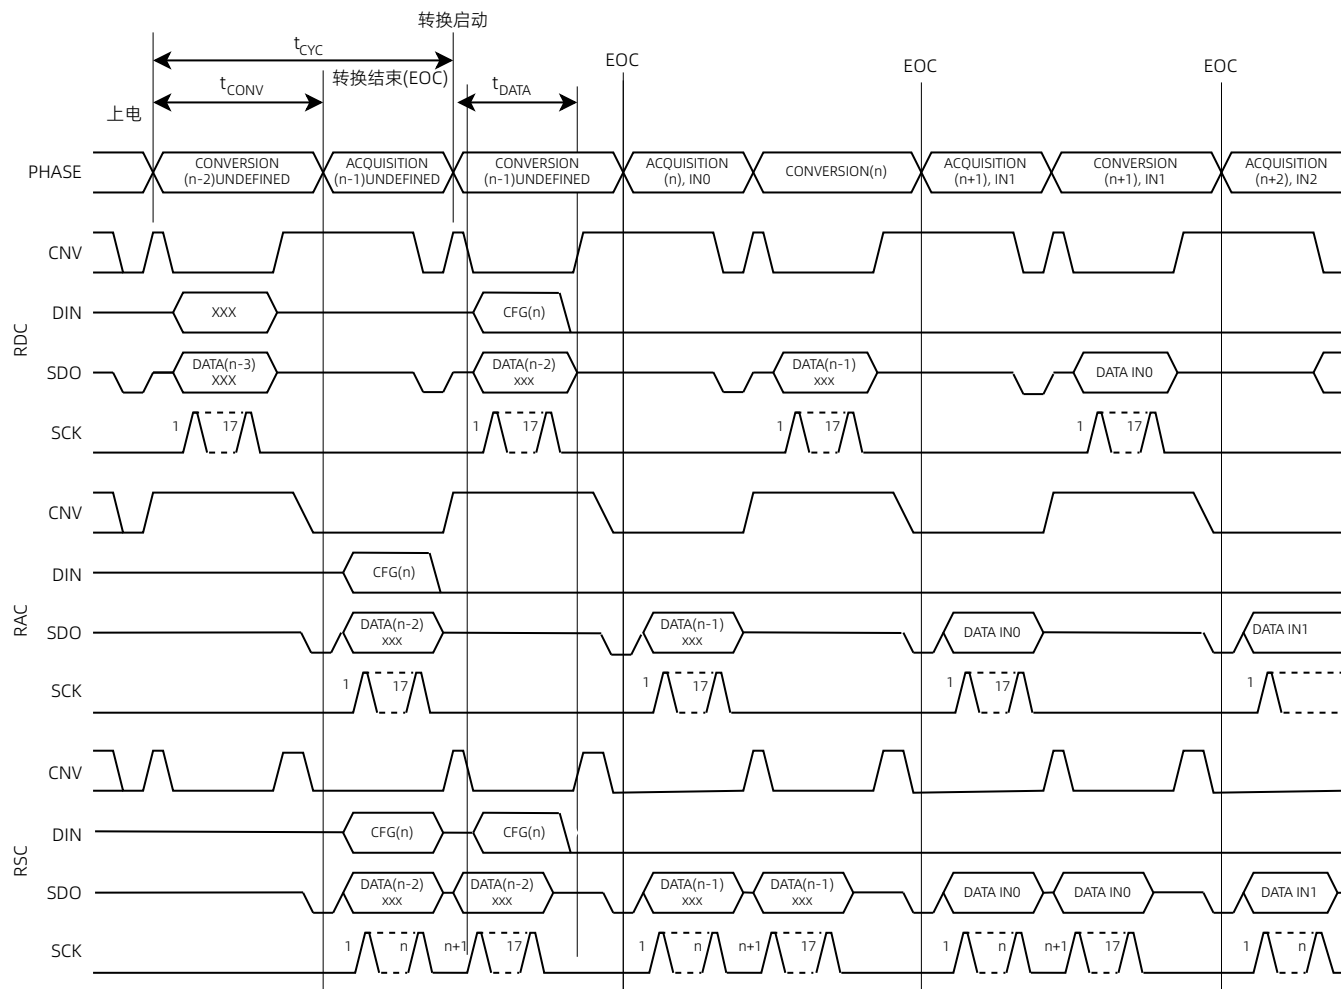 转换启动
tCYC
转换结束(EOC)
EOC
EOC
EOC
tCONV
tDATA
上电
PHASE
CONVERSION
(n-2)UNDEFINED
ACQUISITION
(n-1)UNDEFINED
CONVERSION
(n-1)UNDEFINED
ACQUISITION
(n), IN0
CONVERSION(n)
ACQUISITION
(n+1), IN1
CONVERSION
(n+1), IN1
ACQUISITION
(n+2), IN2
RDC
CNV
DIN
XXX
CFG(n)
SDO
DATA(n-3)
XXX
DATA(n-2)
xxx
DATA(n-1)
xxx
DATA IN0
SCK
1 17
1 17
1 17
1 17
RAC
CNV
DIN
CFG(n)
SDO
DATA(n-2)
xxx
DATA(n-1)
xxx
DATA IN0
DATA IN1
SCK
1 17
1 17
1 17
1
RSC
CNV
DIN
CFG(n)
CFG(n)
SDO
DATA(n-2)
xxx
DATA(n-2)
xxx
DATA(n-1)
xxx
DATA(n-1)
xxx
DATA IN0
DATA IN0
DATA IN1
SCK
1 n n+1 17
1 n n+1 17
1 n n+1 17
1 n